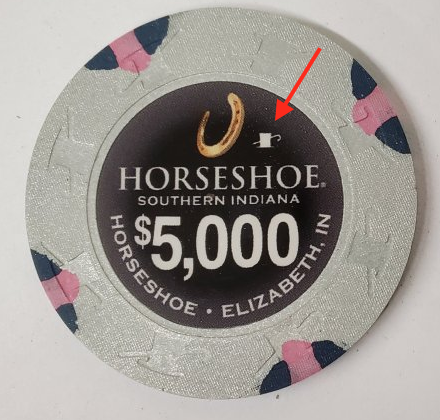 HORSESHOE®
SOUTHERN INDIANA
$5,000
HORSESHOE • ELIZABETH, IN